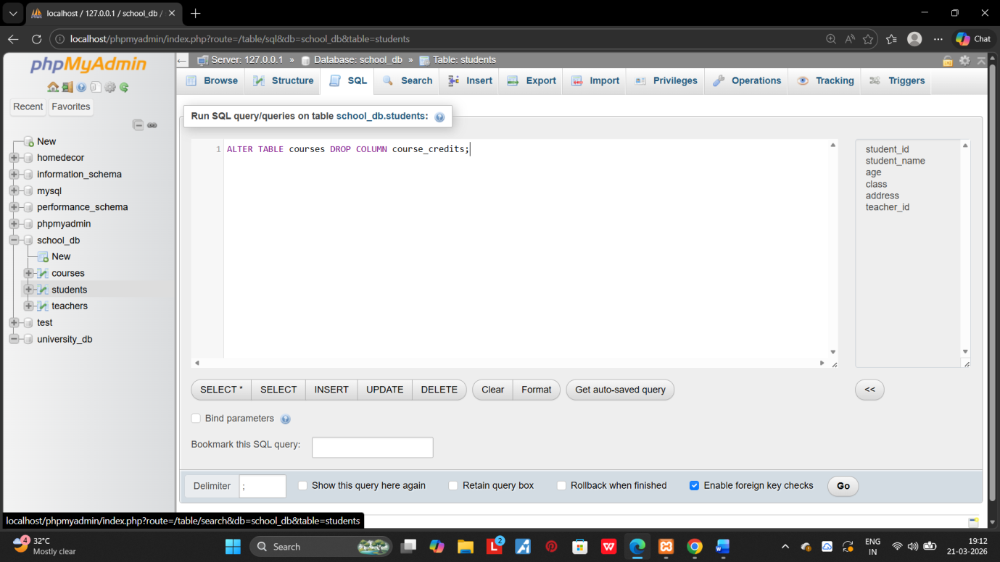 localhost / 127.0.0.1 / school_db /
localhost/phpmyadmin/index.php?route=/table/sql&db=school_db&table=students
Chat
phpMyAdmin
Recent
Favorites
New
homedecor
information_schema
mysql
performance_schema
phpmyadmin
school_db
New
courses
students
teachers
test
university_db
Server: 127.0.0.1 » Database: school_db » Table: students
Browse
Structure
SQL
Search
Insert
Export
Import
Privileges
Operations
Tracking
Triggers
Run SQL query/queries on table school_db.students:
1 ALTER TABLE courses DROP COLUMN course_credits;
student_id
student_name
age
class
address
teacher_id
SELECT *
SELECT
INSERT
UPDATE
DELETE
Clear
Format
Get auto-saved query
<<
Bind parameters
Bookmark this SQL query:
Delimiter ;
Show this query here again
Retain query box
Rollback when finished
Enable foreign key checks
Go
localhost/phpmyadmin/index.php?route=/table/search&db=school_db&table=students
4
32°C
Mostly clear
Search
2
ENG
IN
19:12
21-03-2026